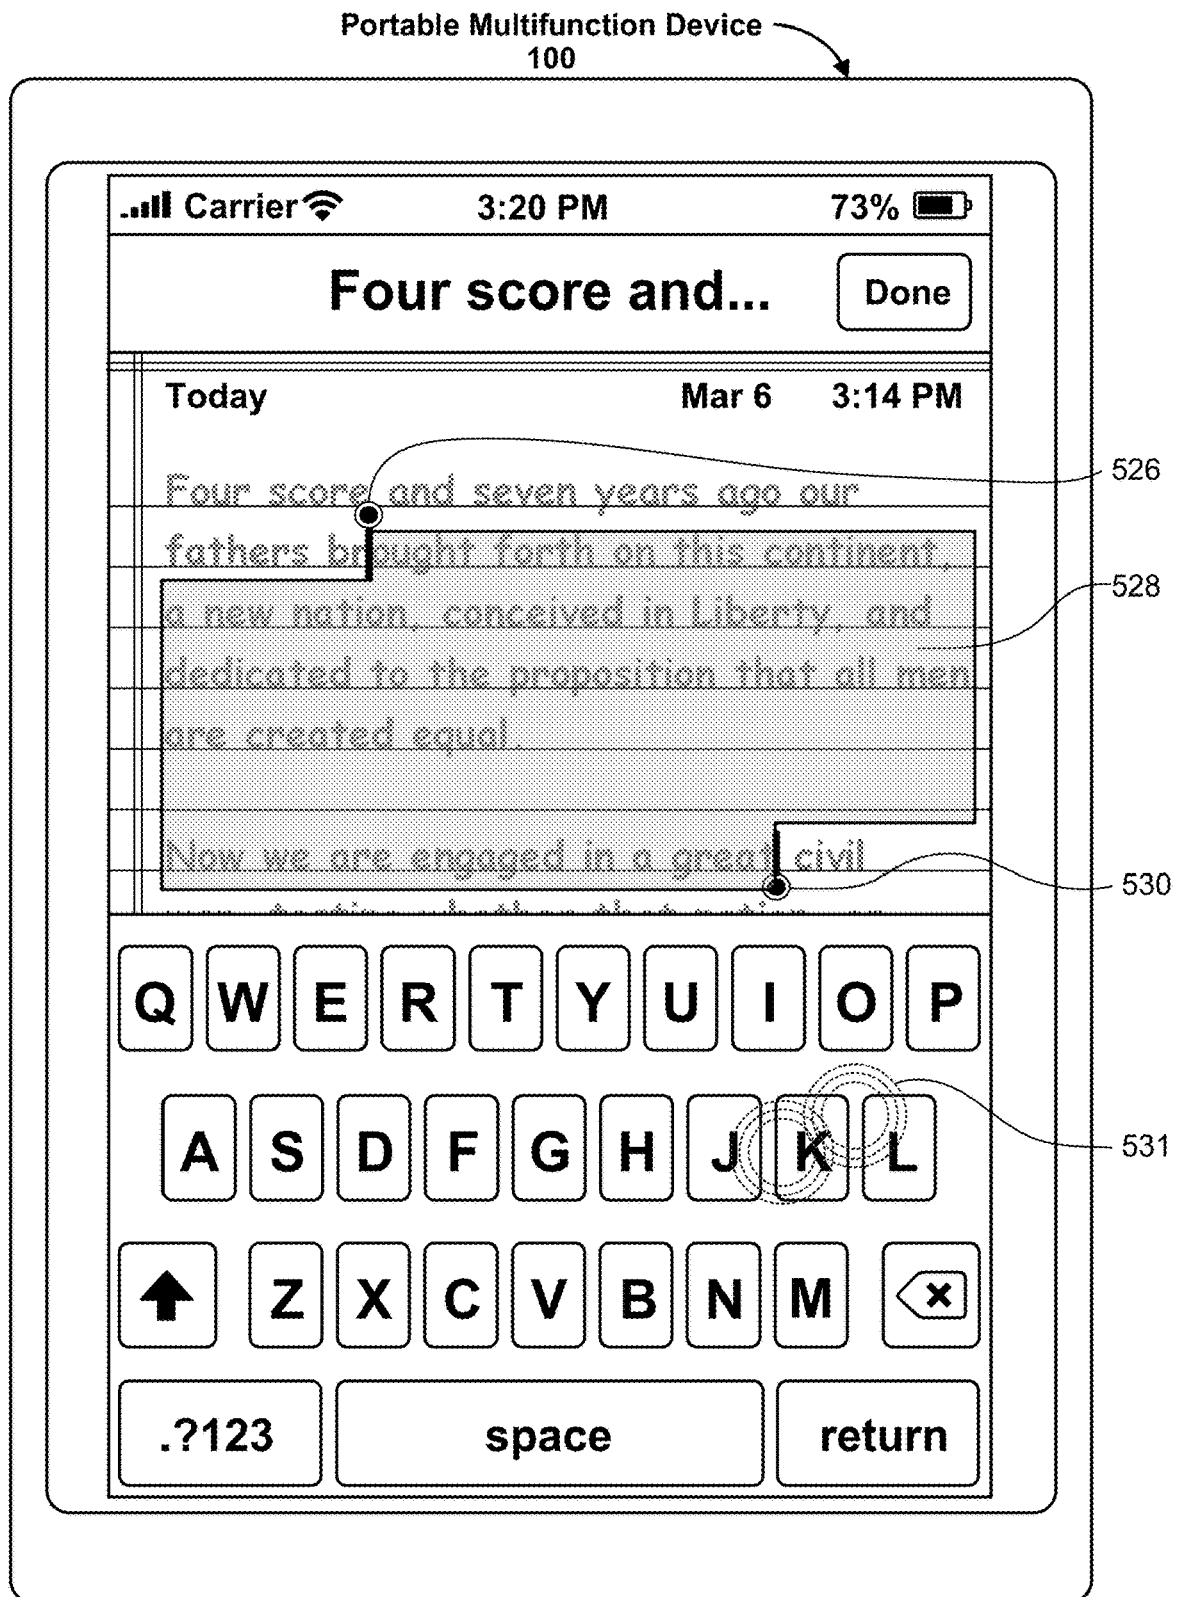 Portable Multifunction Device
100
Carrier 3:20 PM 73%
Four score and... Done
Today Mar 6 3:14 PM
526
Four score and seven years ago our
fathers brought forth on this continent,
528
a new nation, conceived in Liberty, and
dedicated to the proposition that all men
are created equal.
Now we are engaged in a great civil
530
Q W E R T Y U I O P
A S D F G H J K L
531
Z X C V B N M
.?123 space return